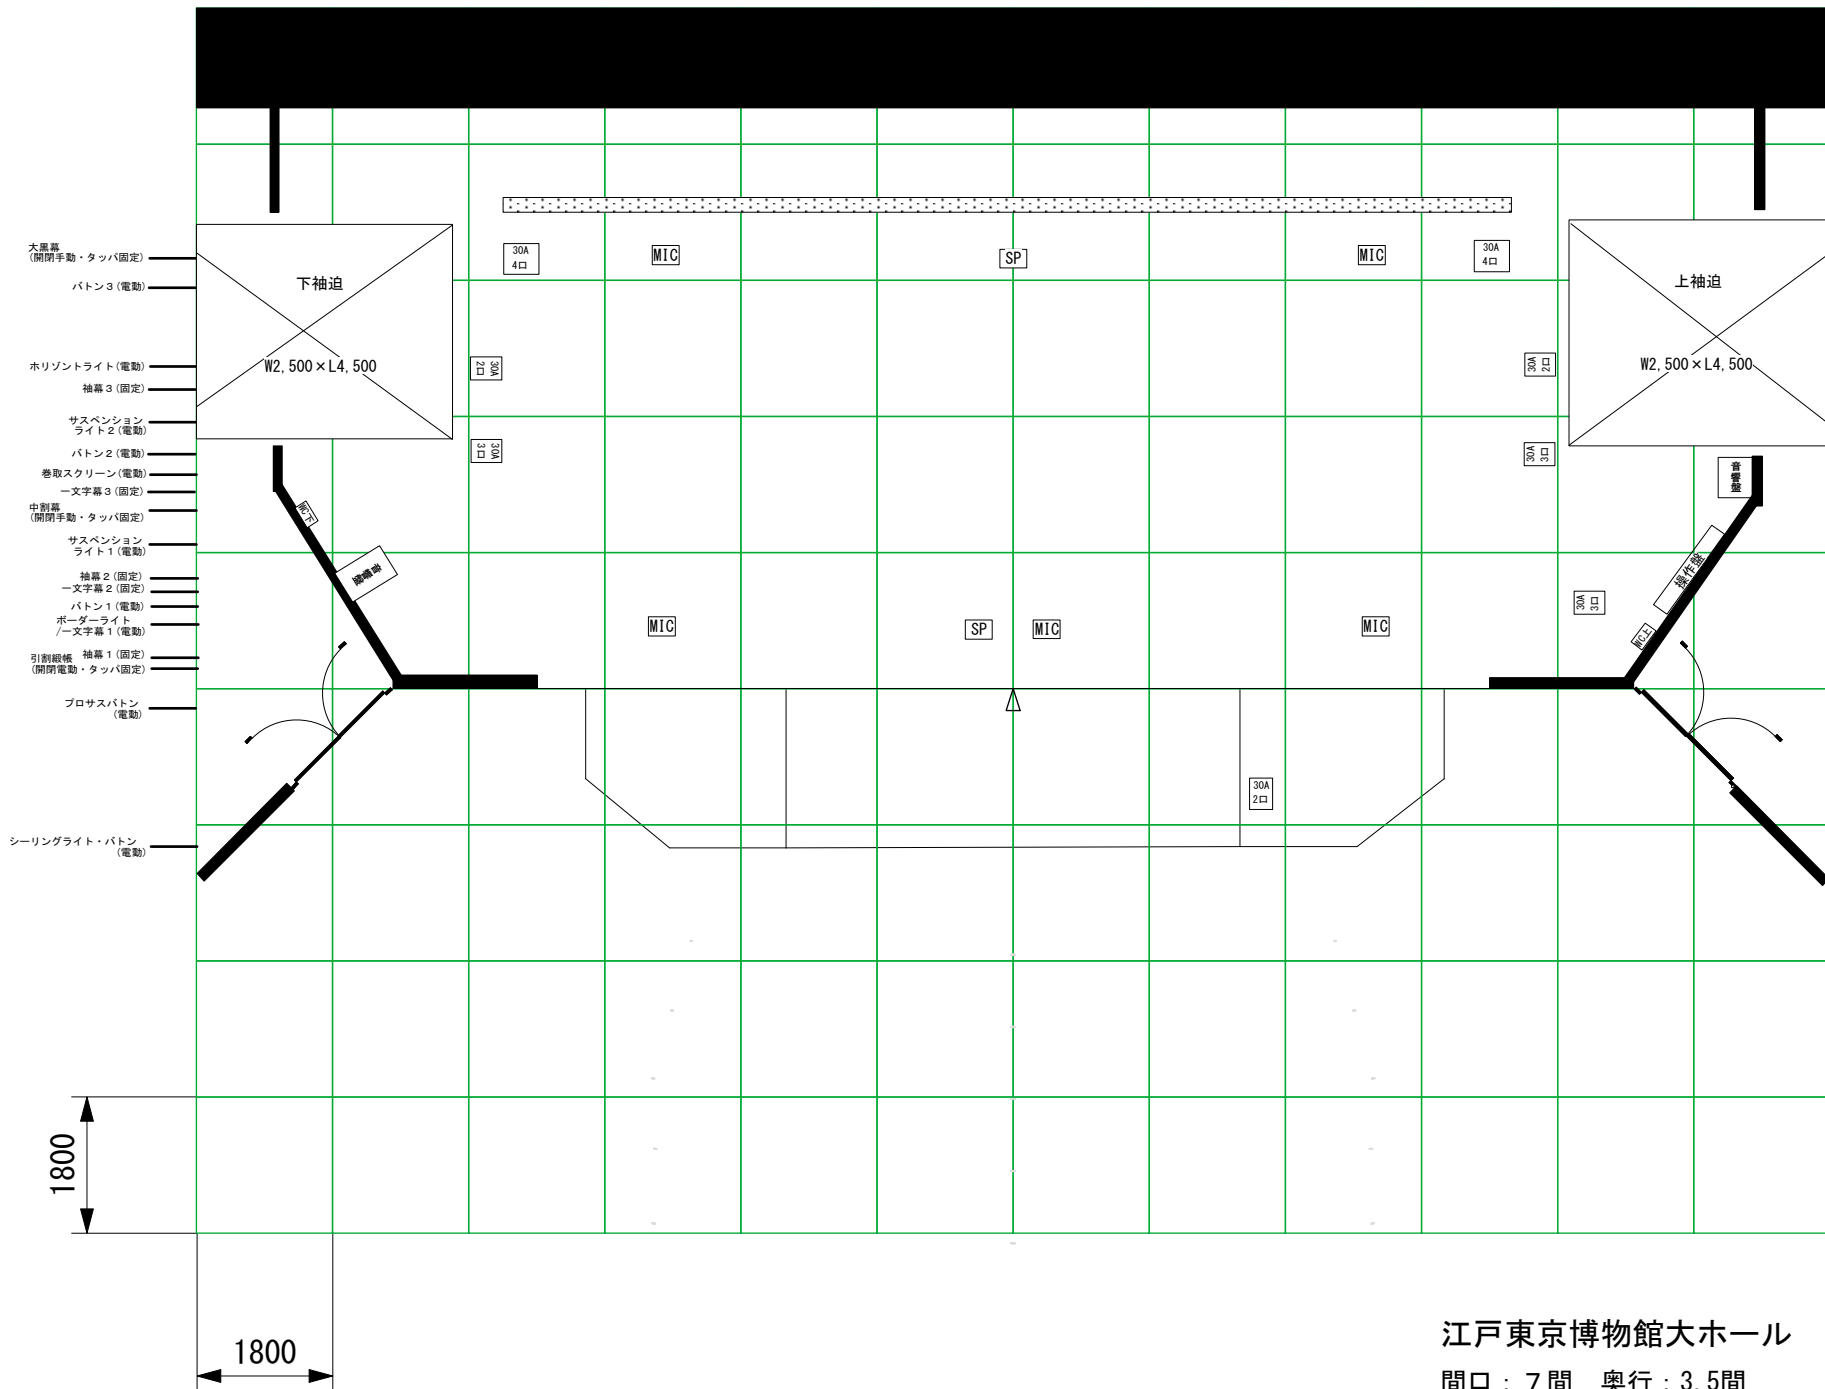 大黒幕
(開閉手動・タッパ固定)
バトン３(電動)
ホリゾントライト(電動)
袖幕３(固定)
サスペンション
ライト２(電動)
バトン２(電動)
巻取スクリーン(電動)
一文字幕３(固定)
中割幕
(開閉手動・タッパ固定)
サスペンション
ライト１(電動)
袖幕２(固定)
一文字幕２(固定)
バトン１(電動)
ボーダーライト
/一文字幕１(電動)
袖幕１(固定)
引割緞帳
(開閉電動・タッパ固定)
プロサスバトン
(電動)
シーリングライト・バトン
(電動)
下袖迫
W2,500×L4,500
30A
4口
MIC
SP
MIC
30A
4口
上袖迫
W2,500×L4,500
30A
2口
30A
2口
30A
3口
30A
3口
音響盤
MC下
音響盤
操作盤
30A
3口
MC上
MIC
SP
MIC
MIC
30A
2口
1800
1800
江戸東京博物館大ホール
間口：７間　奥行：3.5間